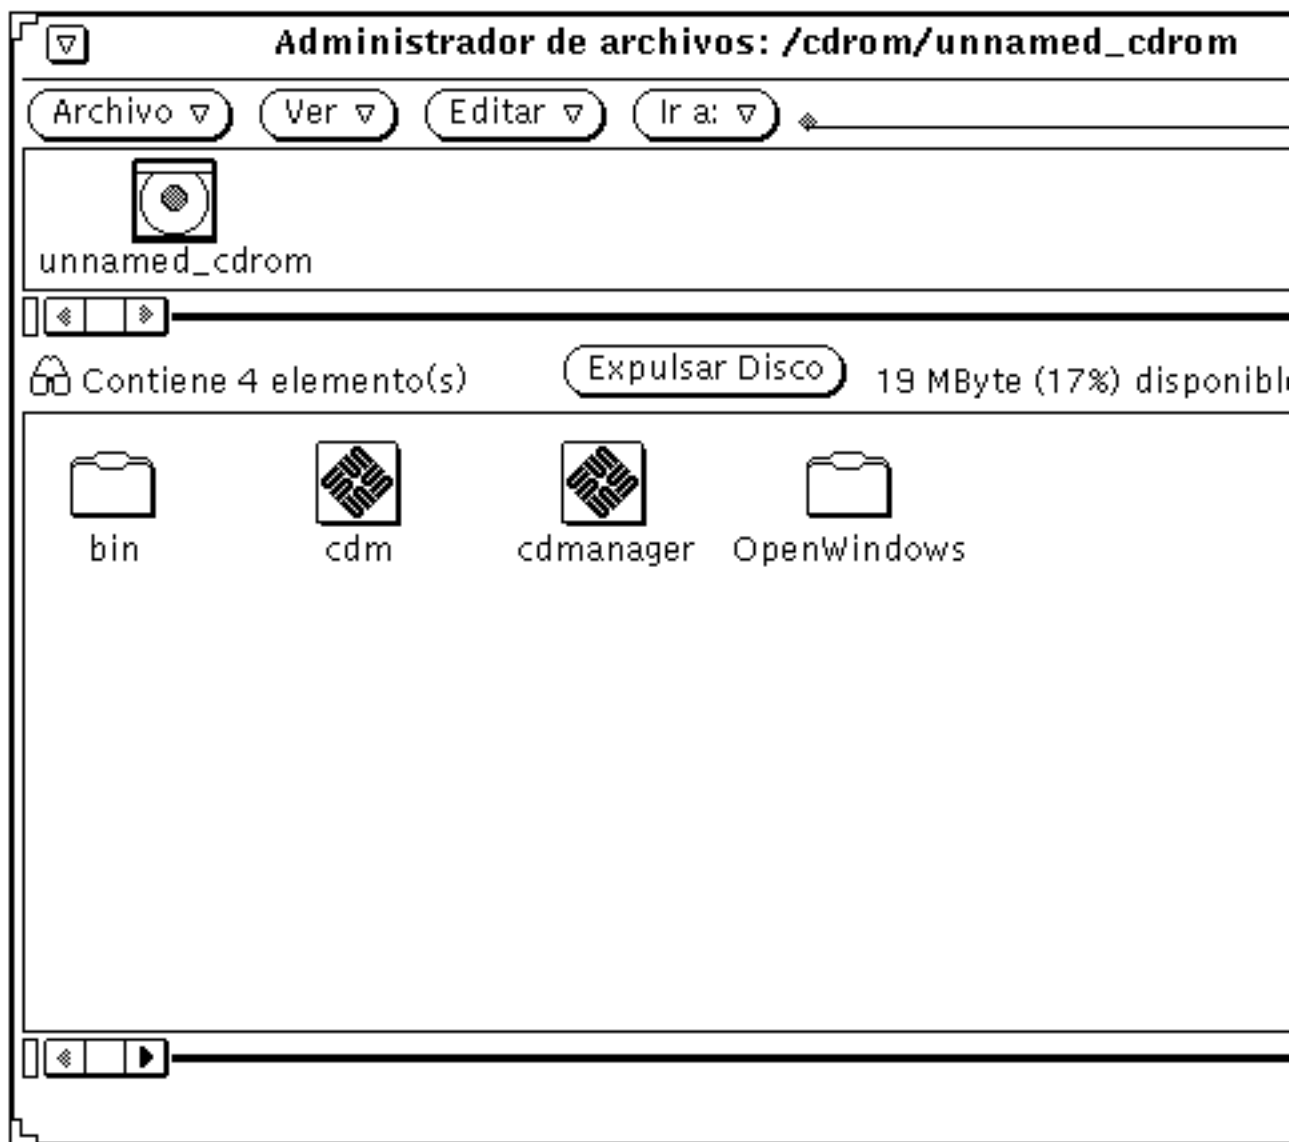 Administrador de archivos: /cdrom/unnamed_cdrom
Archivo Ver Editar Ir a:
unnamed_cdrom
Contiene 4 elemento(s) Expulsar Disco 19 MByte (17%)
bin cdm cdmanager OpenWindows